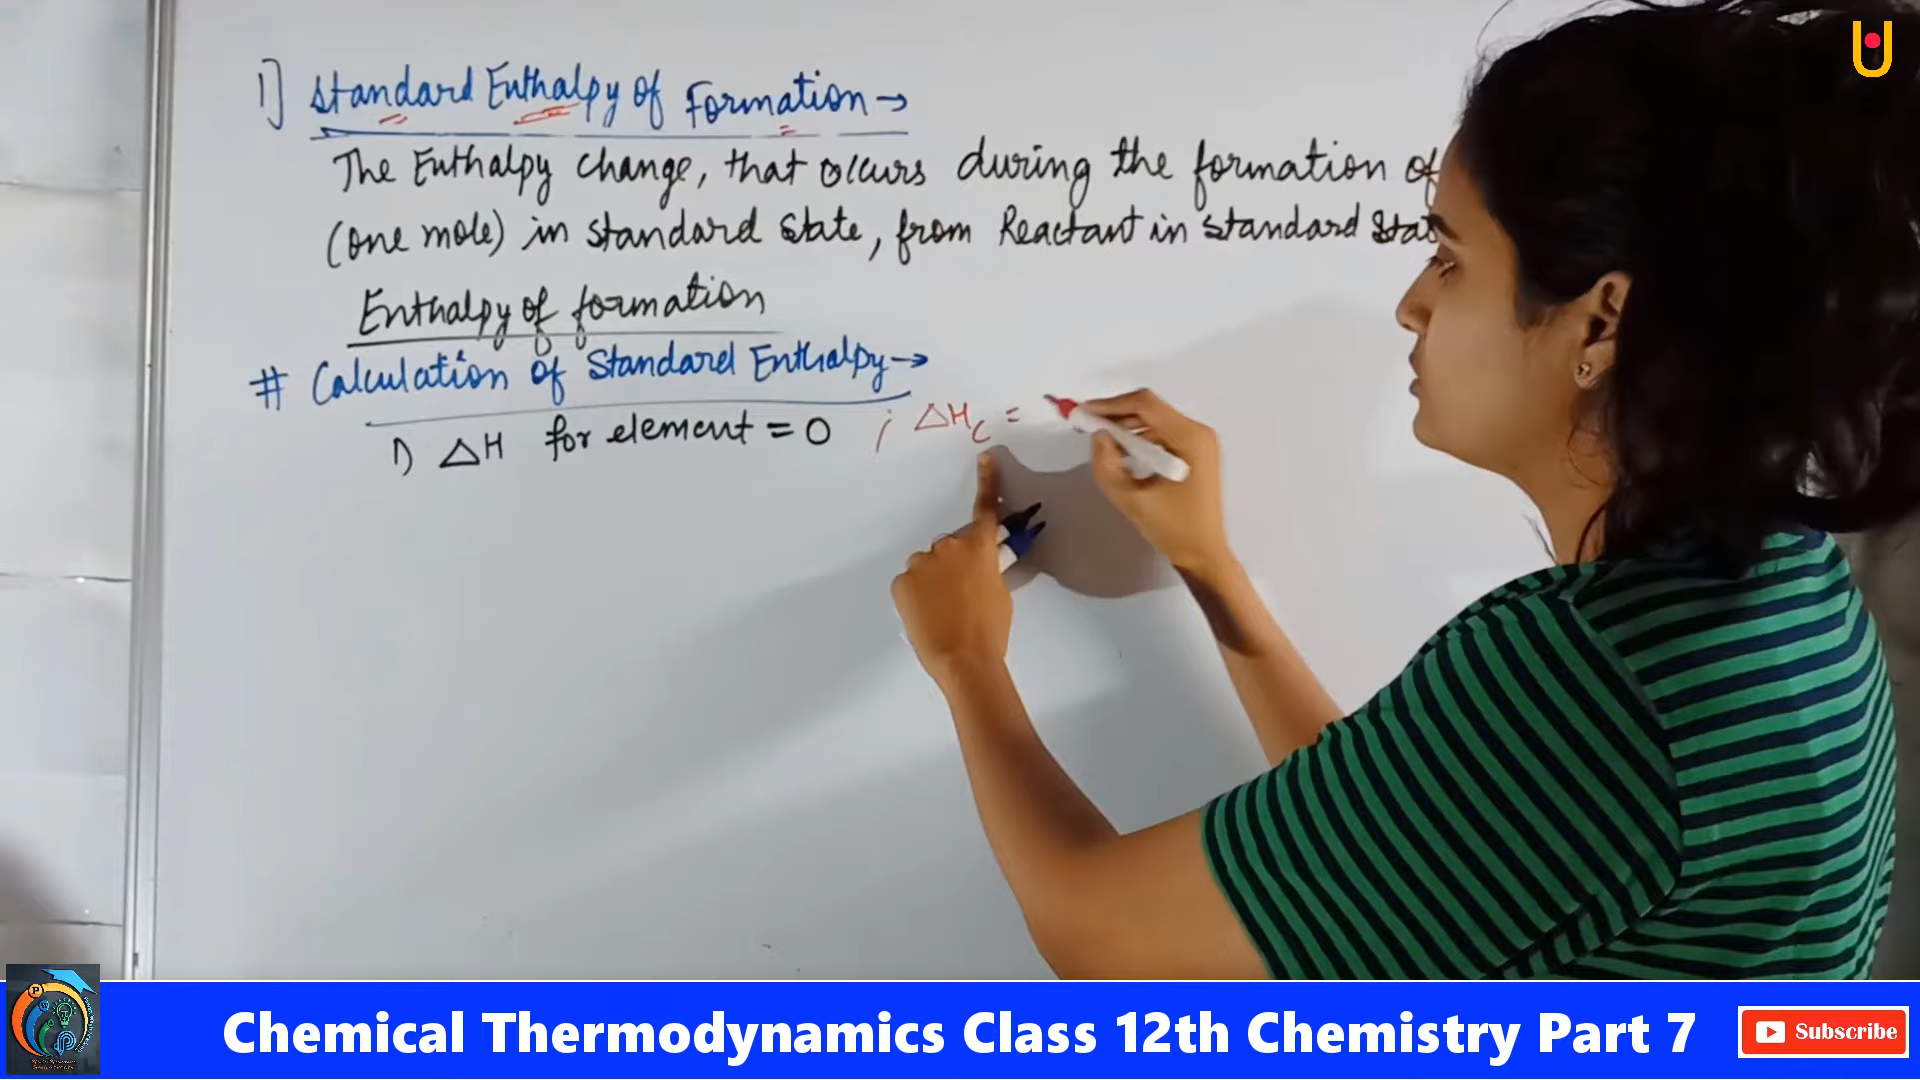 1] Standard Enthalpy of Formation →
The Enthalpy change, that occurs during the formation of
(one mole) in standard state, from Reactant in standard
Enthalpy of formation
# Calculation of Standard Enthalpy →
1) △H for element = 0 ; △Hc =
Chemical Thermodynamics Class 12th Chemistry Part 7
Subscribe